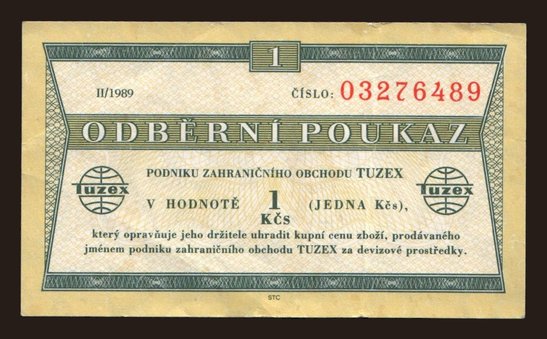 1
II/1989 ČÍSLO: 03276489
ODBĚRNÍ POUKAZ
PODNIKU ZAHRANIČNÍHO OBCHODU TUZEX
Tuzex Tuzex
V HODNOTĚ 1 (JEDNA Kčs),
KČS
který opravňuje jeho držitele uhradit kupní cenu zboží, prodávaného
jménem podniku zahraničního obchodu TUZEX za devizové prostředky.
STC